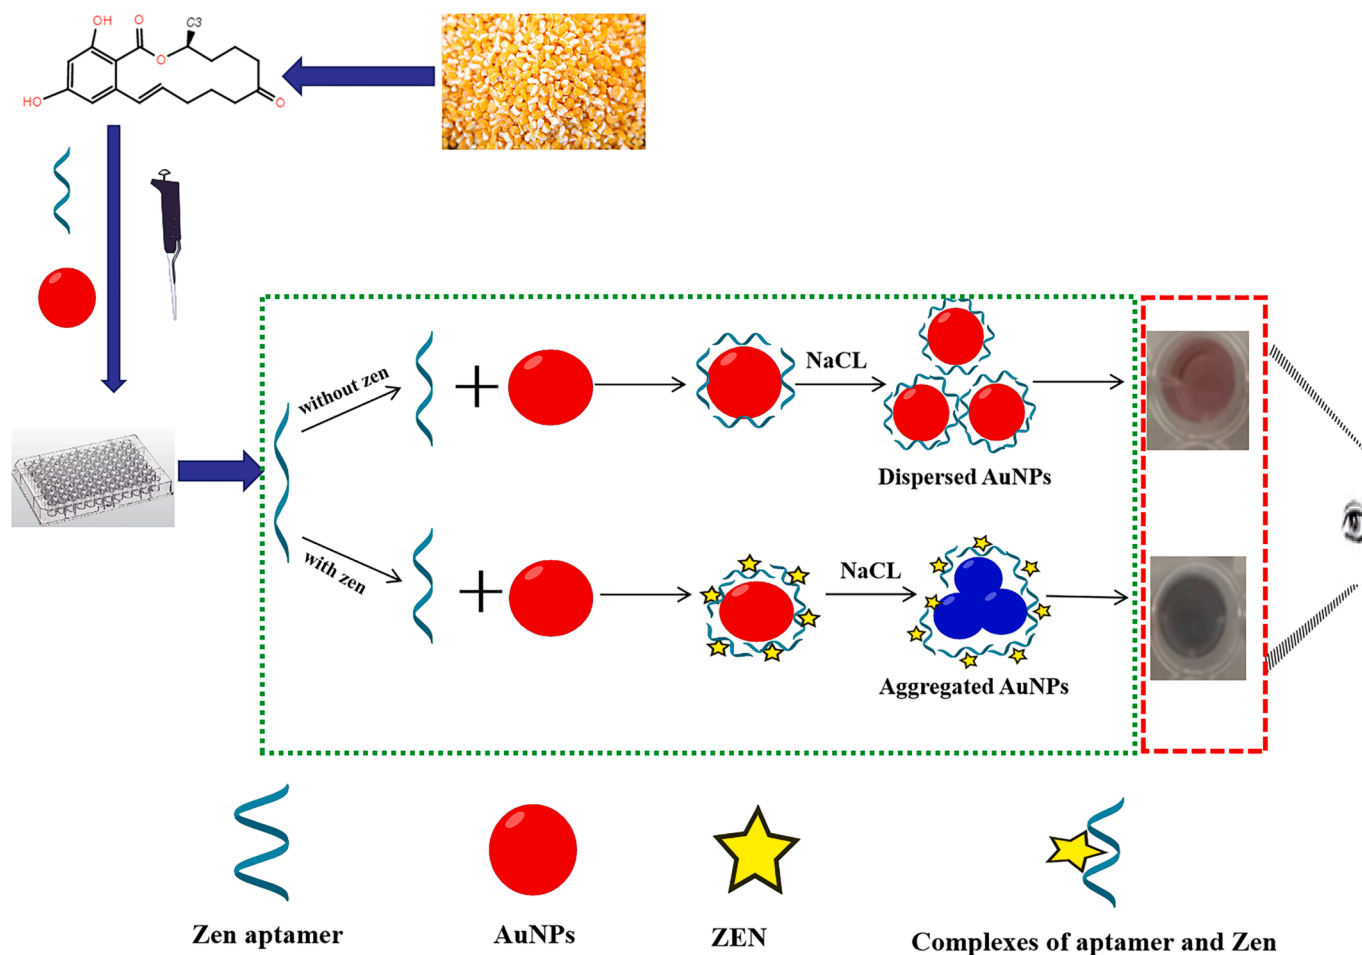 OH
O
C3
O
HO
O
without zen
NaCL
Dispersed AuNPs
with zen
NaCL
Aggregated AuNPs
Zen aptamer
AuNPs
ZEN
Complexes of aptamer and Zen